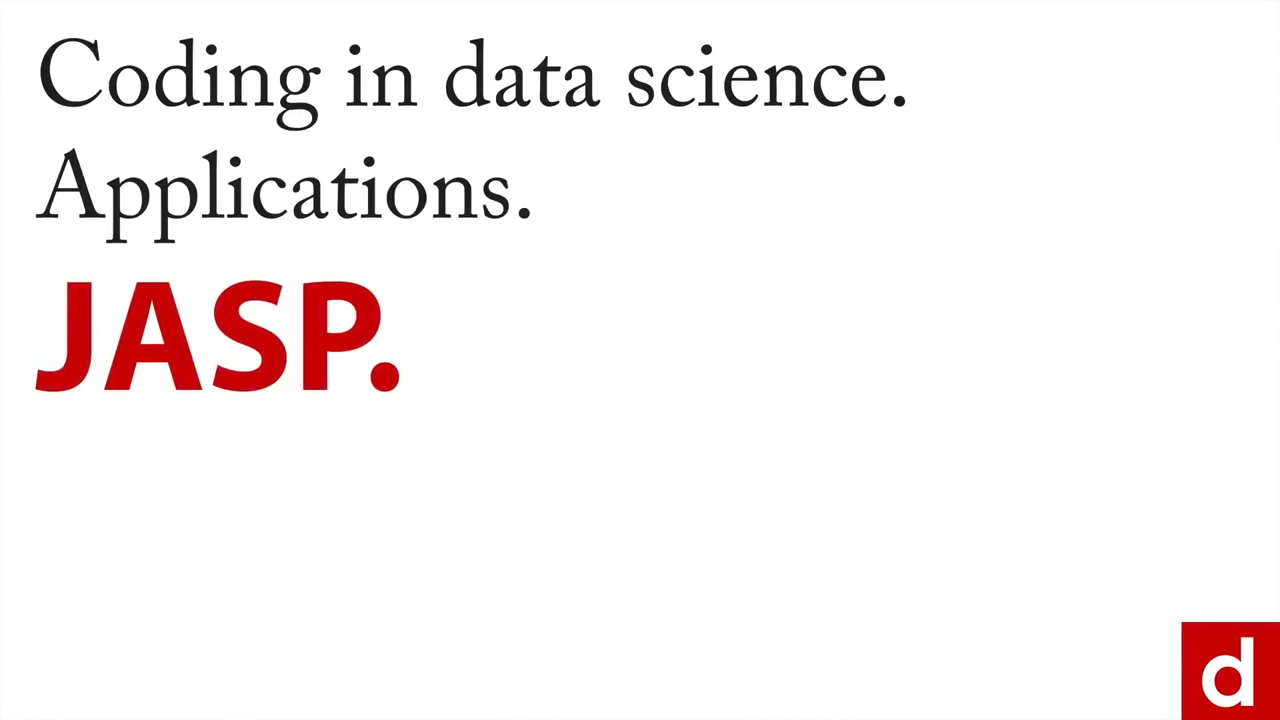 Coding in data science.
Applications.
JASP.
d